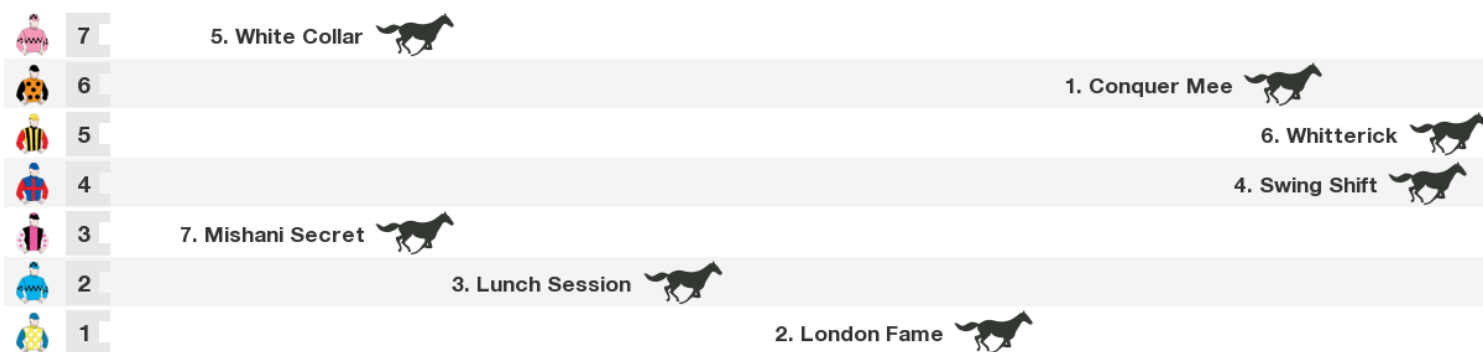 7 5. White Collar
6 1. Conquer Mee
5 6. Whitterick
4 4. Swing Shift
3 7. Mishani Secret
2 3. Lunch Session
1 2. London Fame